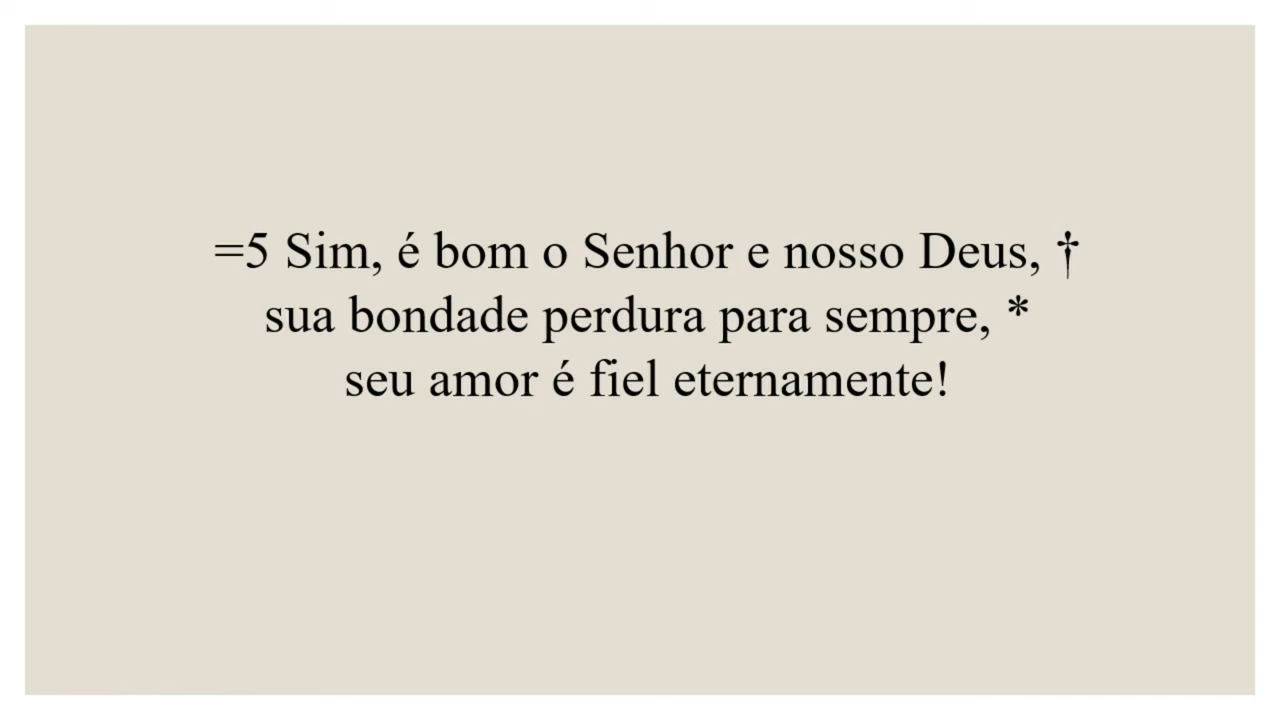 =5 Sim, é bom o Senhor e nosso Deus, †
sua bondade perdura para sempre, *
seu amor é fiel eternamente!